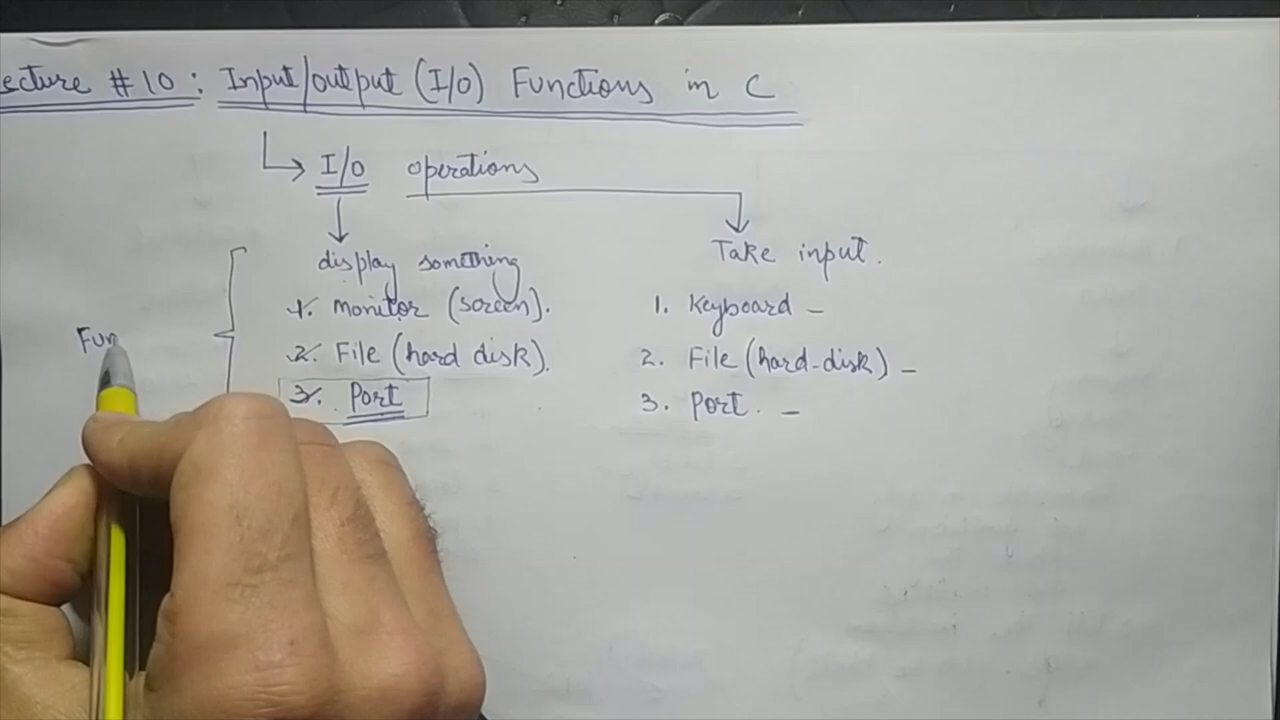 ecture #10: Input/output (I/O) Functions in C
I/O operations
display something
1. monitor (screen).
2. File (hard disk).
3. Port
Take input.
1. Keyboard -
2. File (hard-disk) -
3. Port. -
Fun